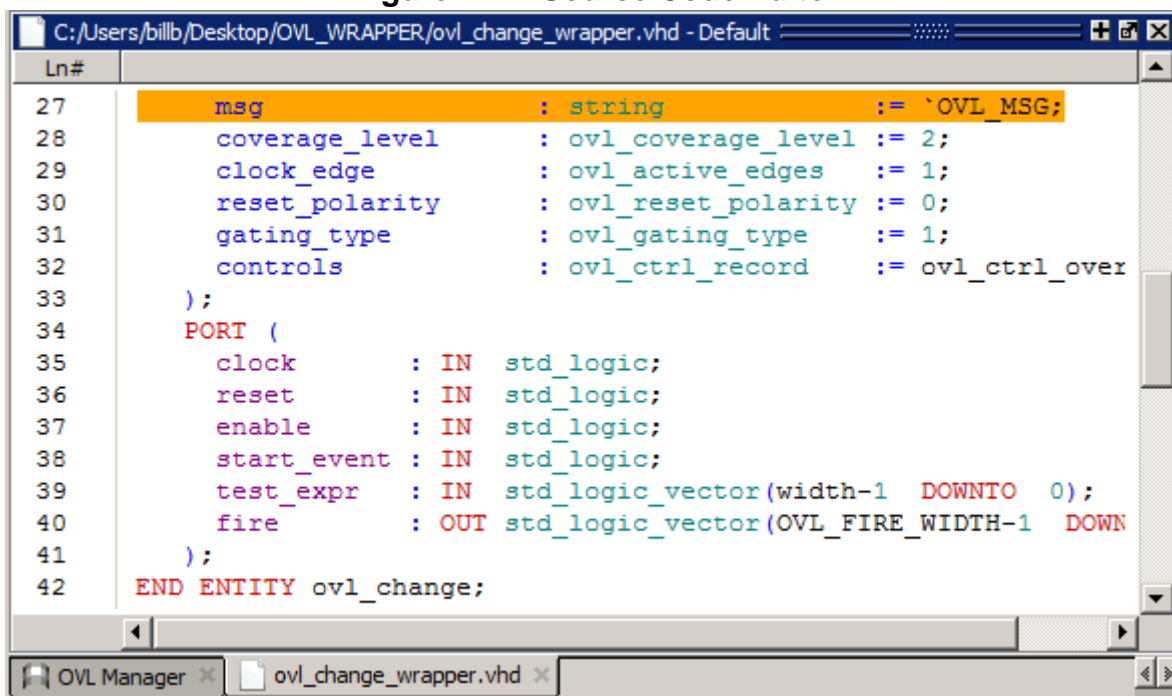 C:/Users/billb/Desktop/OVL_WRAPPER/ovl_change_wrapper.vhd - Default
Ln#
27 msg : string := `OVL_MSG;
28 coverage_level : ovl_coverage_level := 2;
29 clock_edge : ovl_active_edges := 1;
30 reset_polarity : ovl_reset_polarity := 0;
31 gating_type : ovl_gating_type := 1;
32 controls : ovl_ctrl_record := ovl_ctrl_over
33 );
34 PORT (
35 clock : IN std_logic;
36 reset : IN std_logic;
37 enable : IN std_logic;
38 start_event : IN std_logic;
39 test_expr : IN std_logic_vector(width-1 DOWNTO 0);
40 fire : OUT std_logic_vector(OVL_FIRE_WIDTH-1 DOWN
41 );
42 END ENTITY ovl_change;
OVL Manager ovl_change_wrapper.vhd